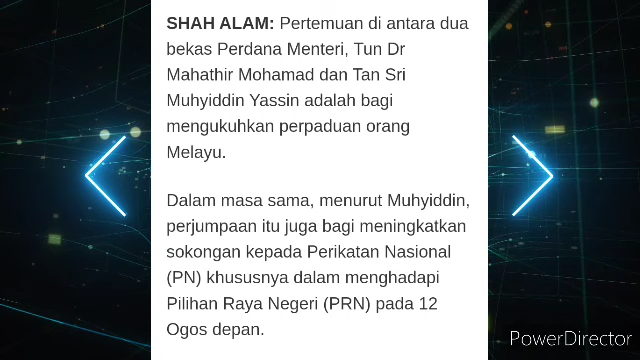 SHAH ALAM: Pertemuan di antara dua
bekas Perdana Menteri, Tun Dr
Mahathir Mohamad dan Tan Sri
Muhyiddin Yassin adalah bagi
mengukuhkan perpaduan orang
Melayu.
Dalam masa sama, menurut Muhyiddin,
perjumpaan itu juga bagi meningkatkan
sokongan kepada Perikatan Nasional
(PN) khususnya dalam menghadapi
Pilihan Raya Negeri (PRN) pada 12
Ogos depan.
PowerDirector